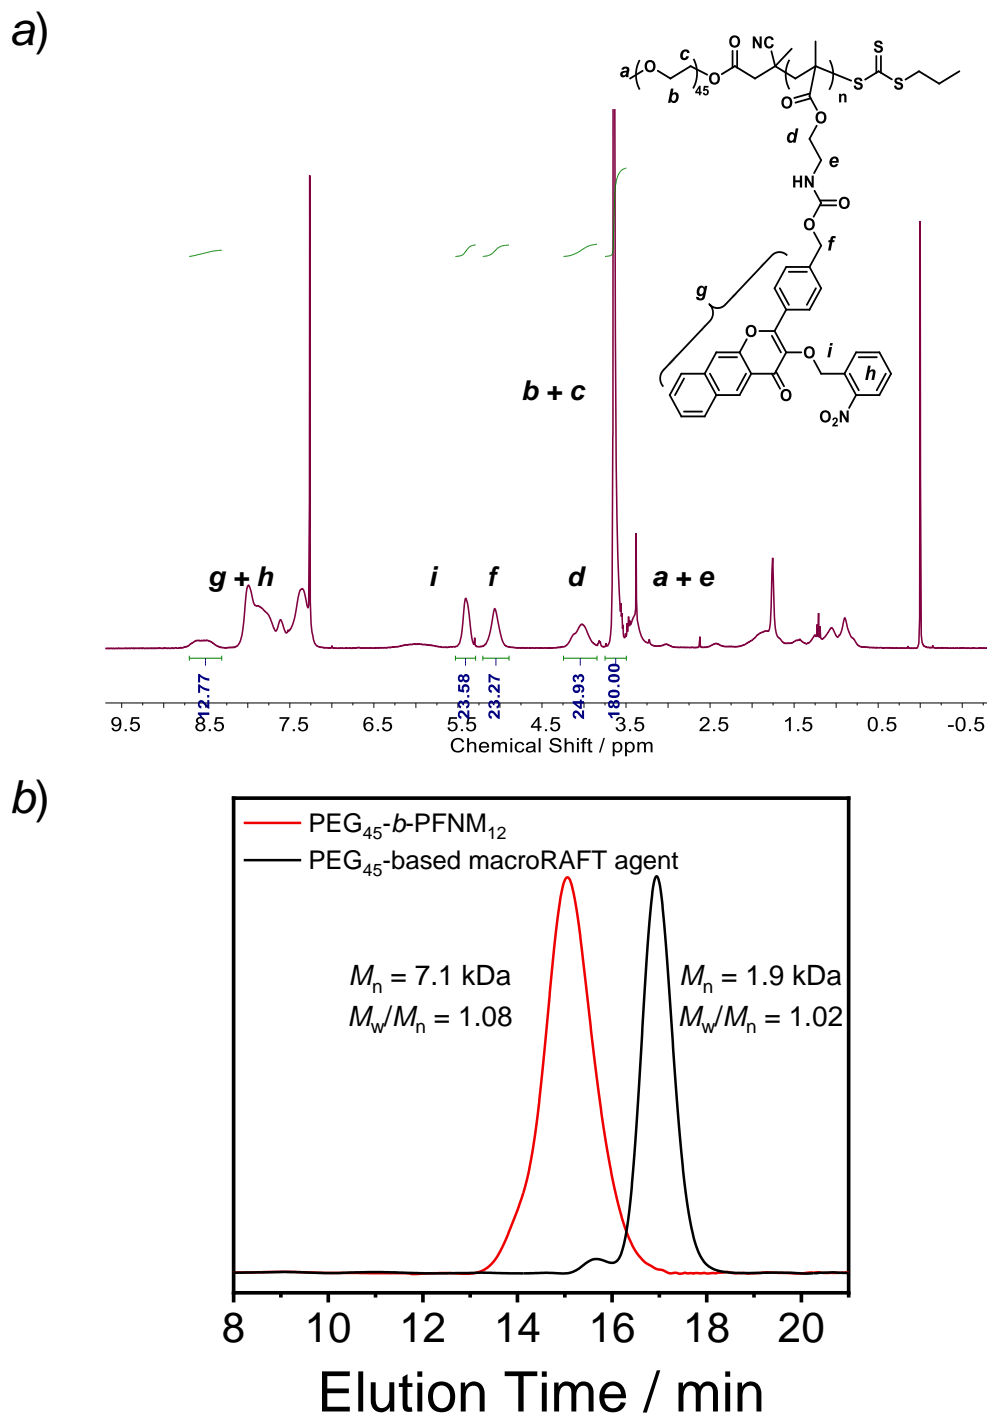 a)
NC
S
O
c
a
O
O
45
b
S
S
n
O
O
d
e
HN
O
O
f
g
O
O
i
h
O
O₂N
b + c
g + h
i
f
d
a + e
12.77
23.58
23.27
24.93
180.00
9.5 8.5 7.5 6.5 5.5 4.5 3.5 2.5 1.5 0.5 -0.5
Chemical Shift / ppm
b)
PEG₄₅-b-PFNM₁₂
PEG₄₅-based macroRAFT agent
Mₙ = 7.1 kDa
Mₙ = 1.9 kDa
M_w/Mₙ = 1.08
M_w/Mₙ = 1.02
8 10 12 14 16 18 20
Elution Time / min